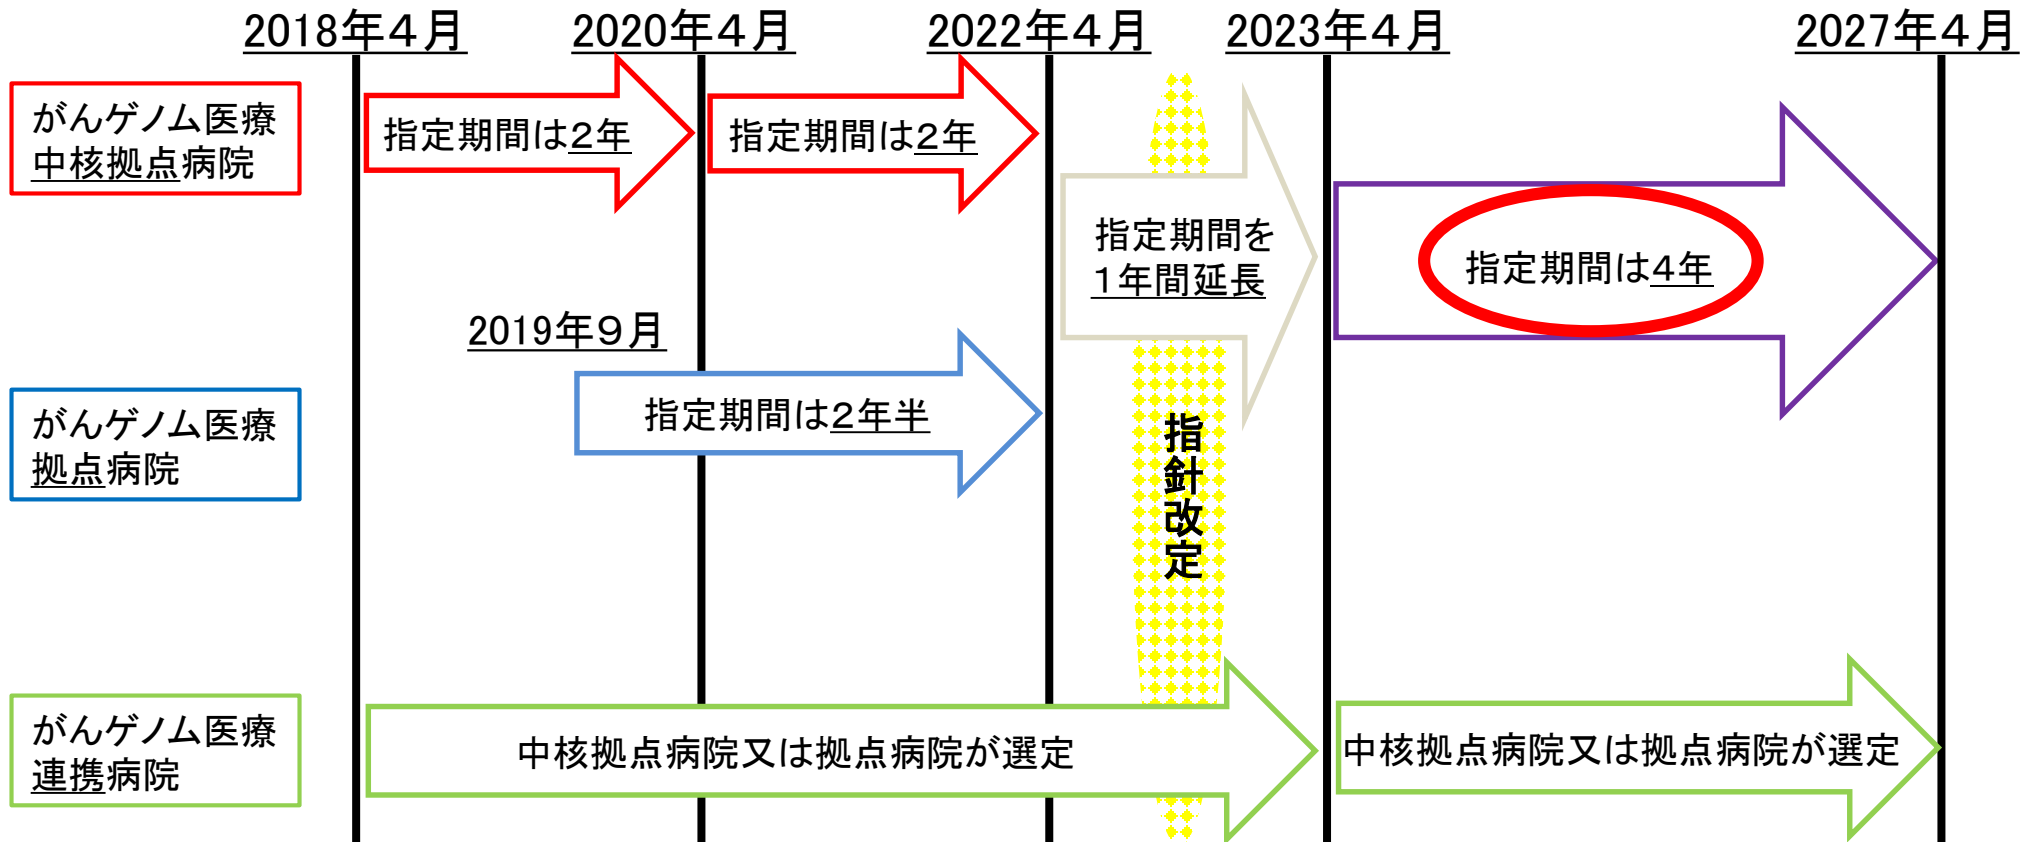 2018年４月
2020年４月
2022年４月
2023年４月
2027年４月
がんゲノム医療
中核拠点病院
指定期間は２年
指定期間は２年
指定期間を
１年間延長
指定期間は４年
2019年９月
がんゲノム医療
拠点病院
指定期間は２年半
指針改定
がんゲノム医療
連携病院
中核拠点病院又は拠点病院が選定
中核拠点病院又は拠点病院が選定